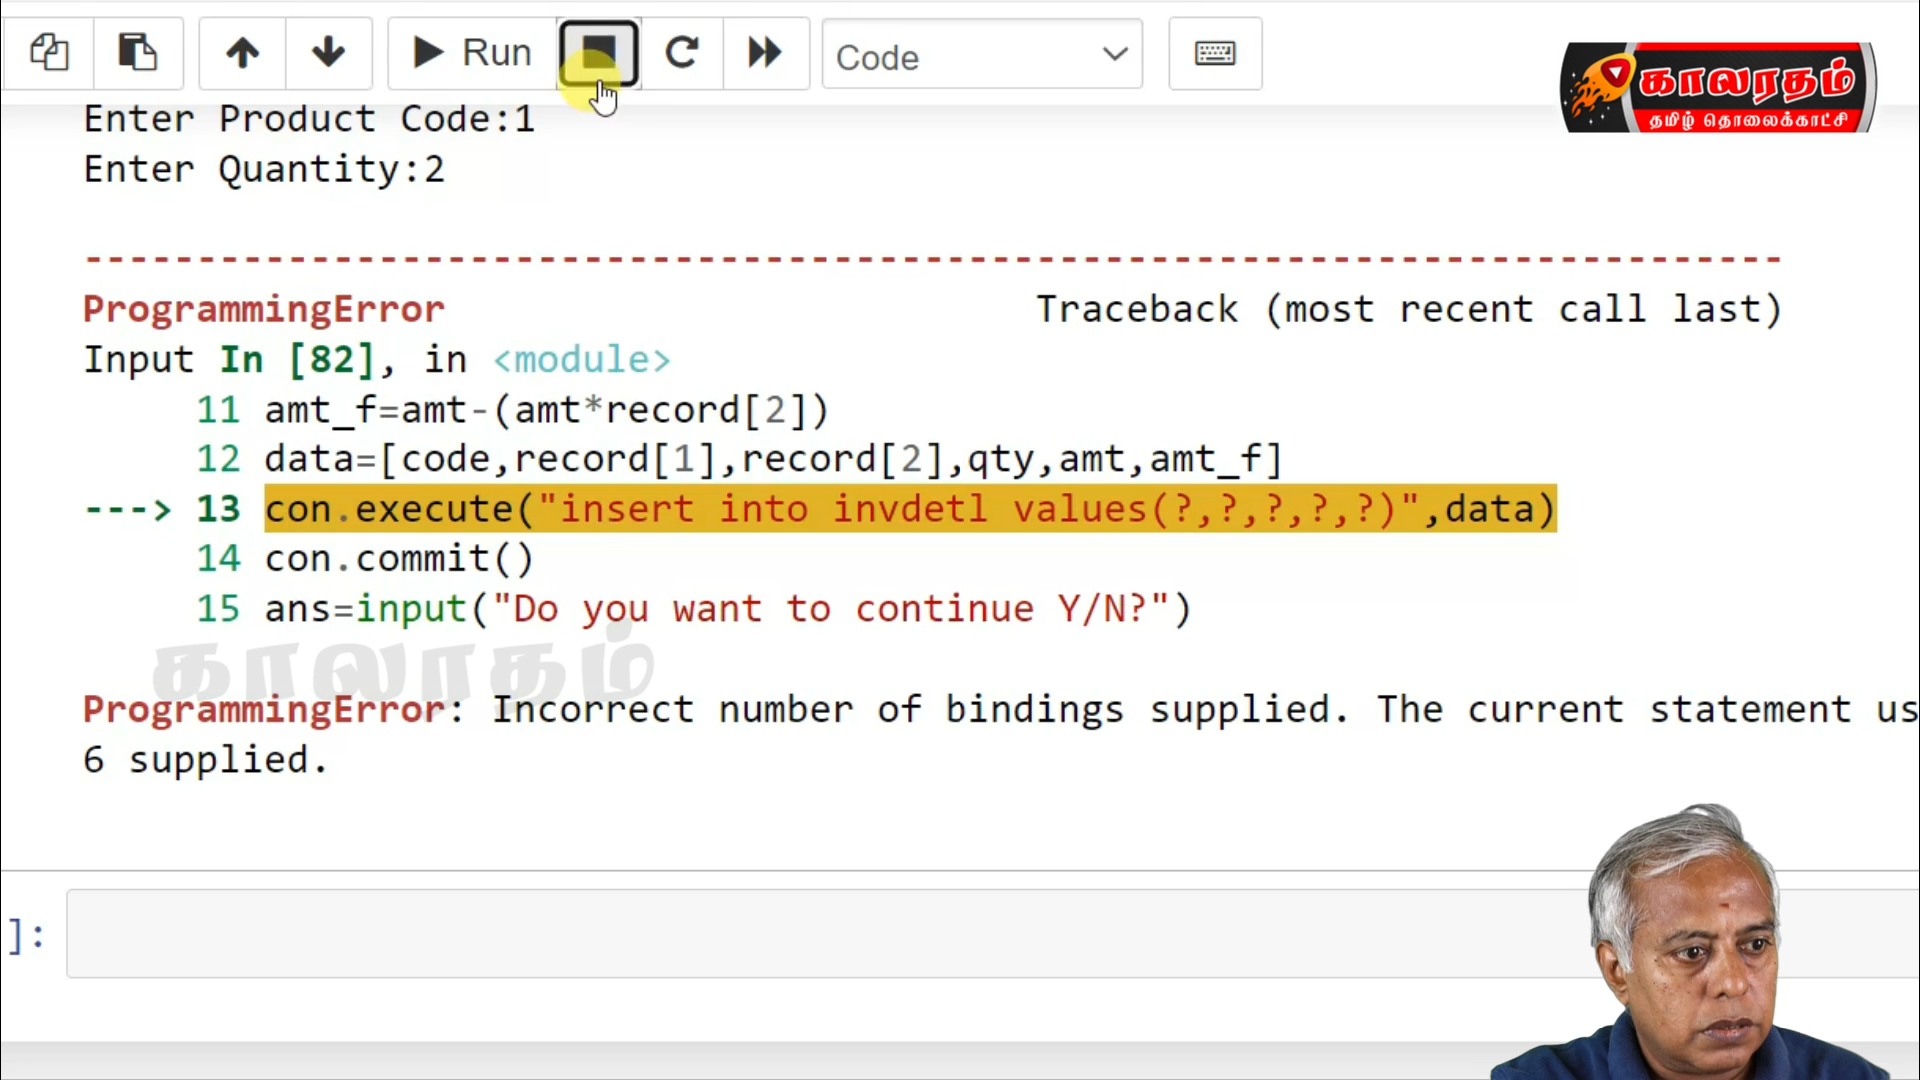 Run
Code
காலரதம்
தமிழ் தொலைக்காட்சி
Enter Product Code:1
Enter Quantity:2
---------------------------------------------------------------------------
ProgrammingError Traceback (most recent call last)
Input In [82], in <module>
11 amt_f=amt-(amt*record[2])
12 data=[code,record[1],record[2],qty,amt,amt_f]
---> 13 con.execute("insert into invdetl values(?,?,?,?,?)",data)
14 con.commit()
15 ans=input("Do you want to continue Y/N?")
காலரதம்
ProgrammingError: Incorrect number of bindings supplied. The current statement us
6 supplied.
]: